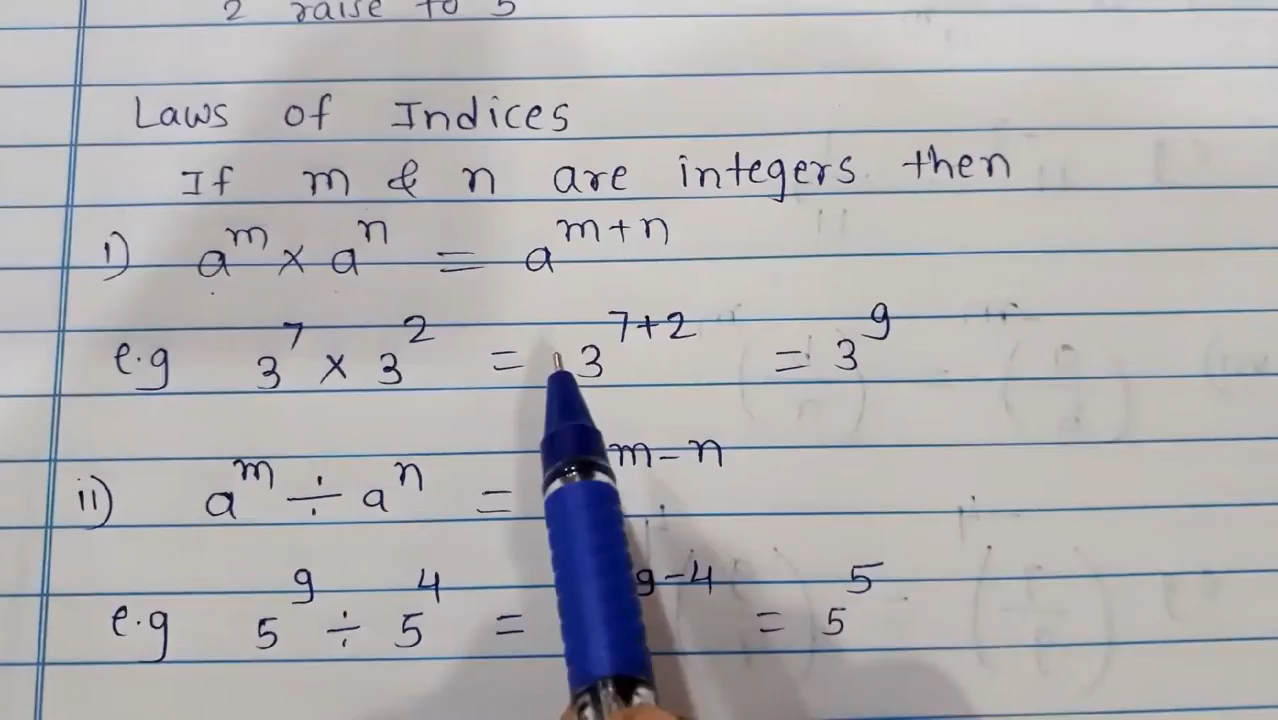 2 raise to 5
Laws of Indices
If m & n are integers then
i) a^m × a^n = a^(m+n)
e.g 3^7 × 3^2 = 3^(7+2) = 3^9
ii) a^m ÷ a^n = ^(m-n)
e.g 5^9 ÷ 5^4 = ^(9-4) = 5^5